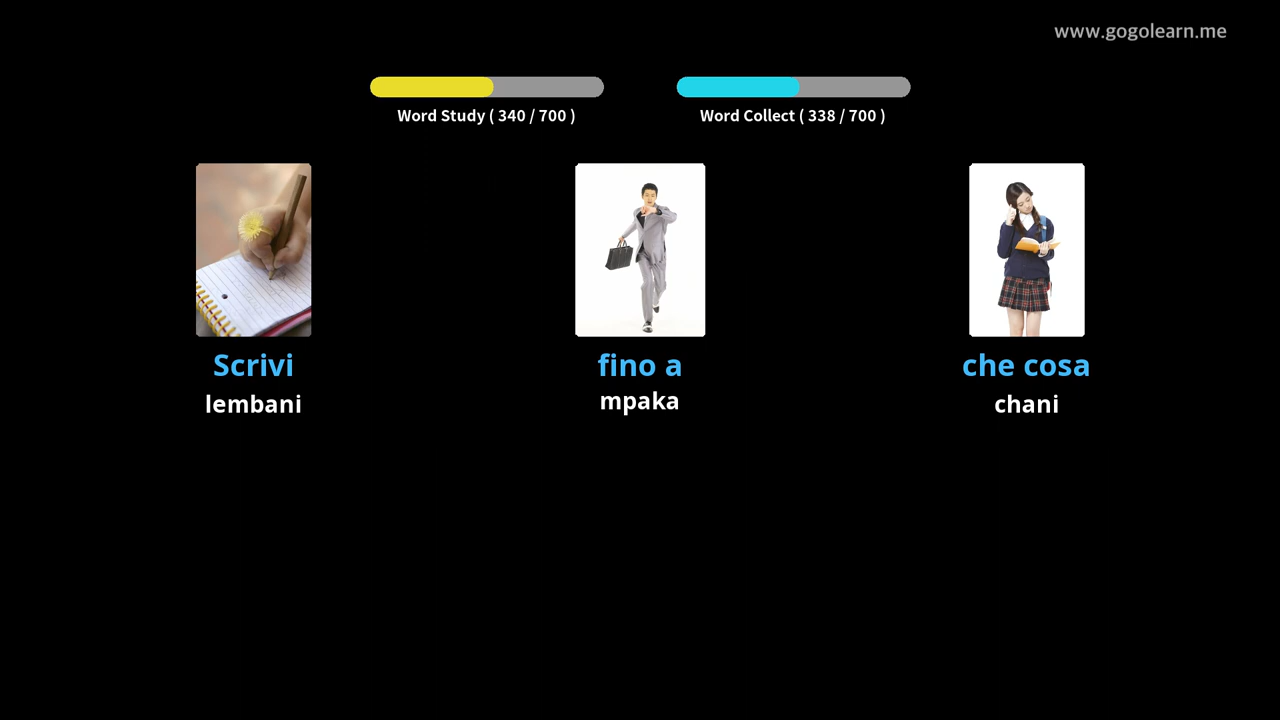 www.gogolearn.me
Word Study ( 340 / 700 )
Word Collect ( 338 / 700 )
Scrivi
lembani
fino a
mpaka
che cosa
chani